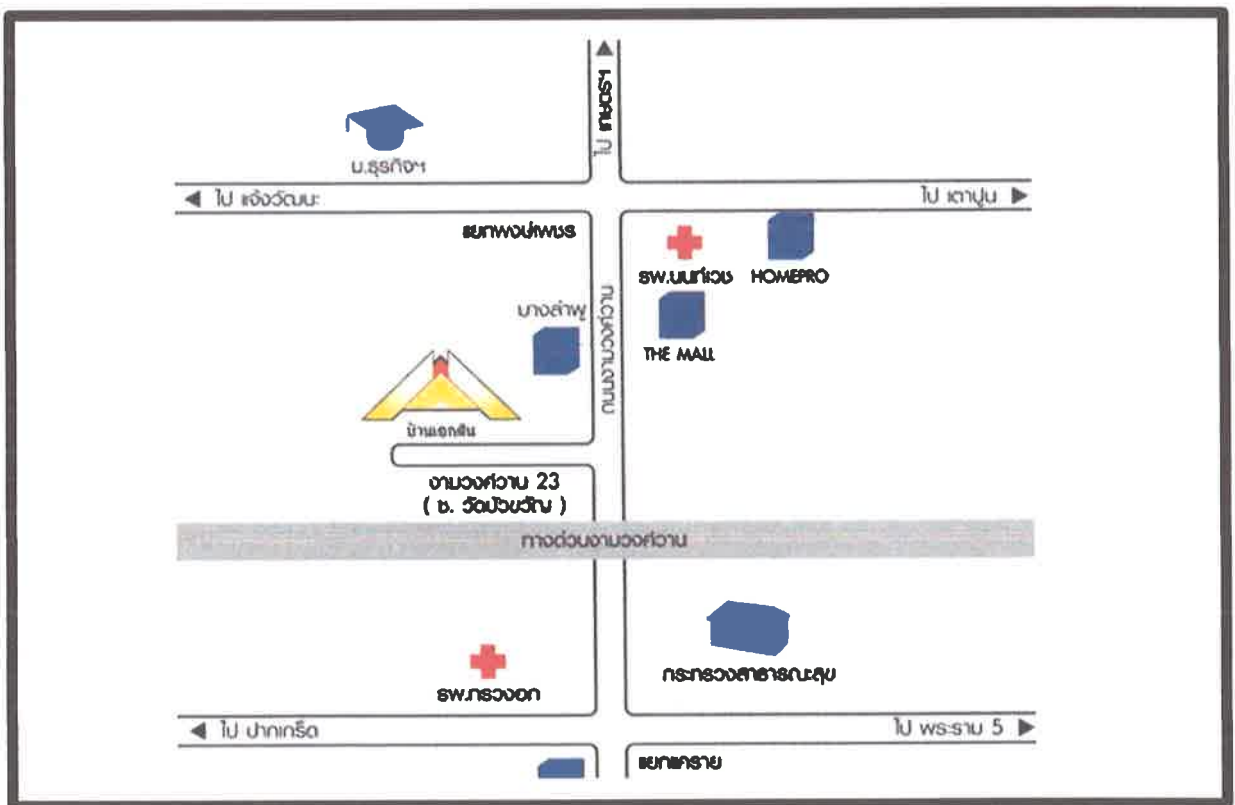 ไป เกษตร
ม.ธุรกิจฯ
ไป แจ้งวัฒนะ
ไป เตาปูน
แยกพงษ์เพชร
รพ.นนท์เวช
HOMEPRO
บางลำพู
THE MALL
ถนนงามวงศ์วาน
บ้านเอกสิน
งามวงศ์วาน 23
( ซ. วัดบัวขวัญ )
ทางด่วนงามวงศ์วาน
กระทรวงสาธารณะสุข
รพ.ทรวงอก
ไป ปากเกร็ด
ไป พระราม 5
แยกแคราย